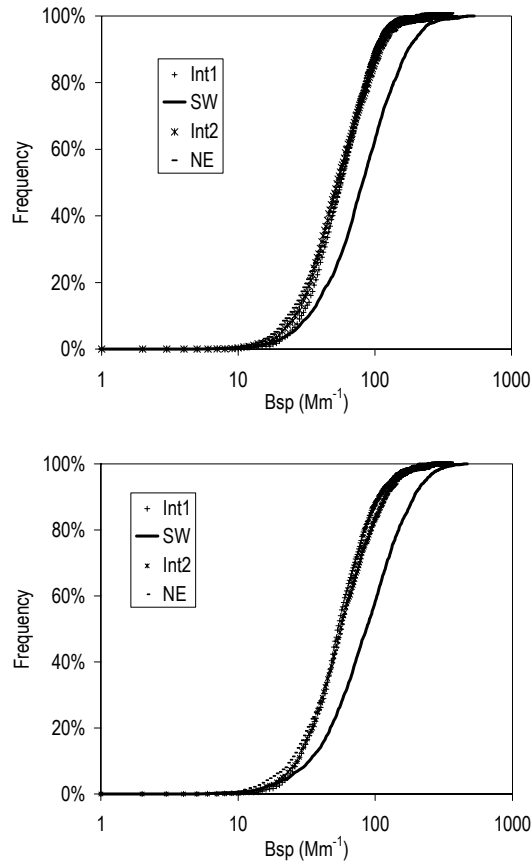 100%
80%
60%
40%
20%
0%
Frequency
Int1
SW
Int2
NE
1
10
100
1000
Bsp (Mm⁻¹)
100%
80%
60%
40%
20%
0%
Frequency
Int1
SW
Int2
NE
1
10
100
1000
Bsp (Mm⁻¹)